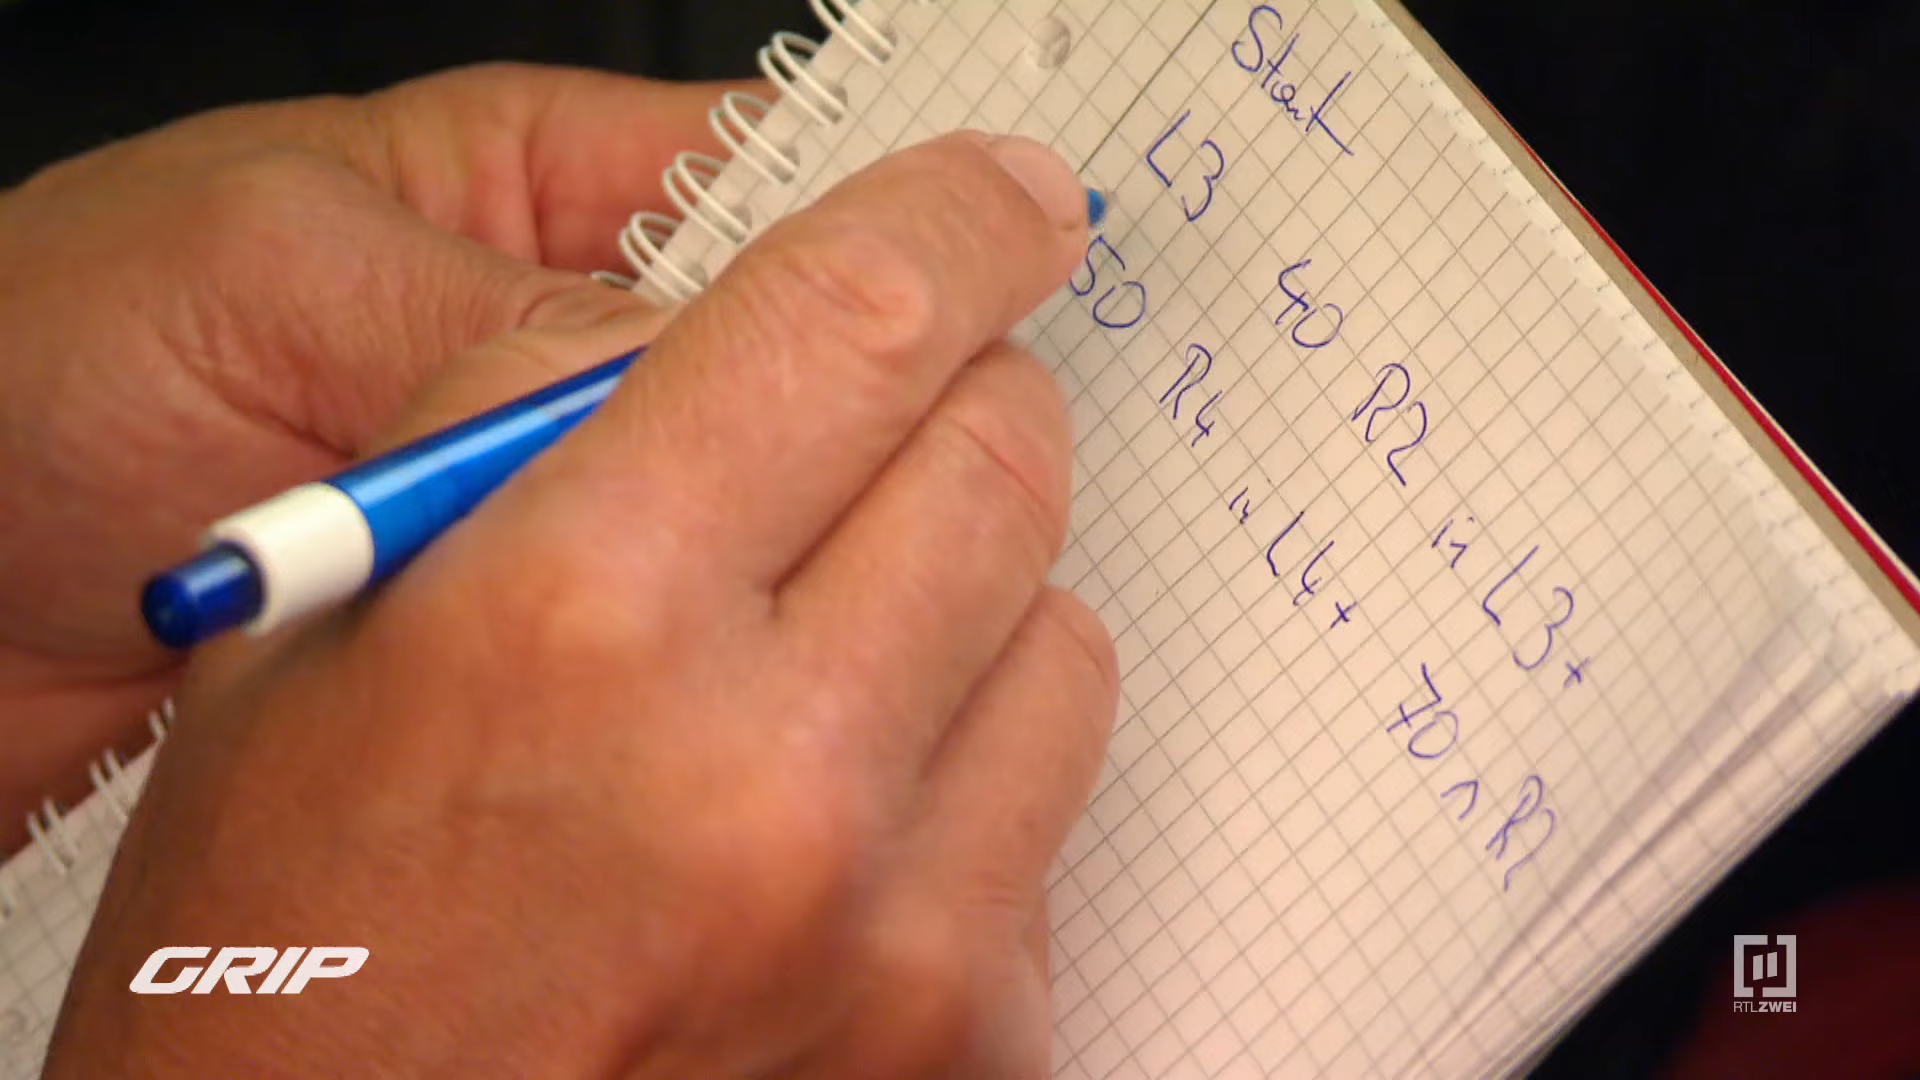 Start
L3 40 R2 in L3+
50 R4 in L4+ 70 ^ R2
GRIP
RTLZWEI